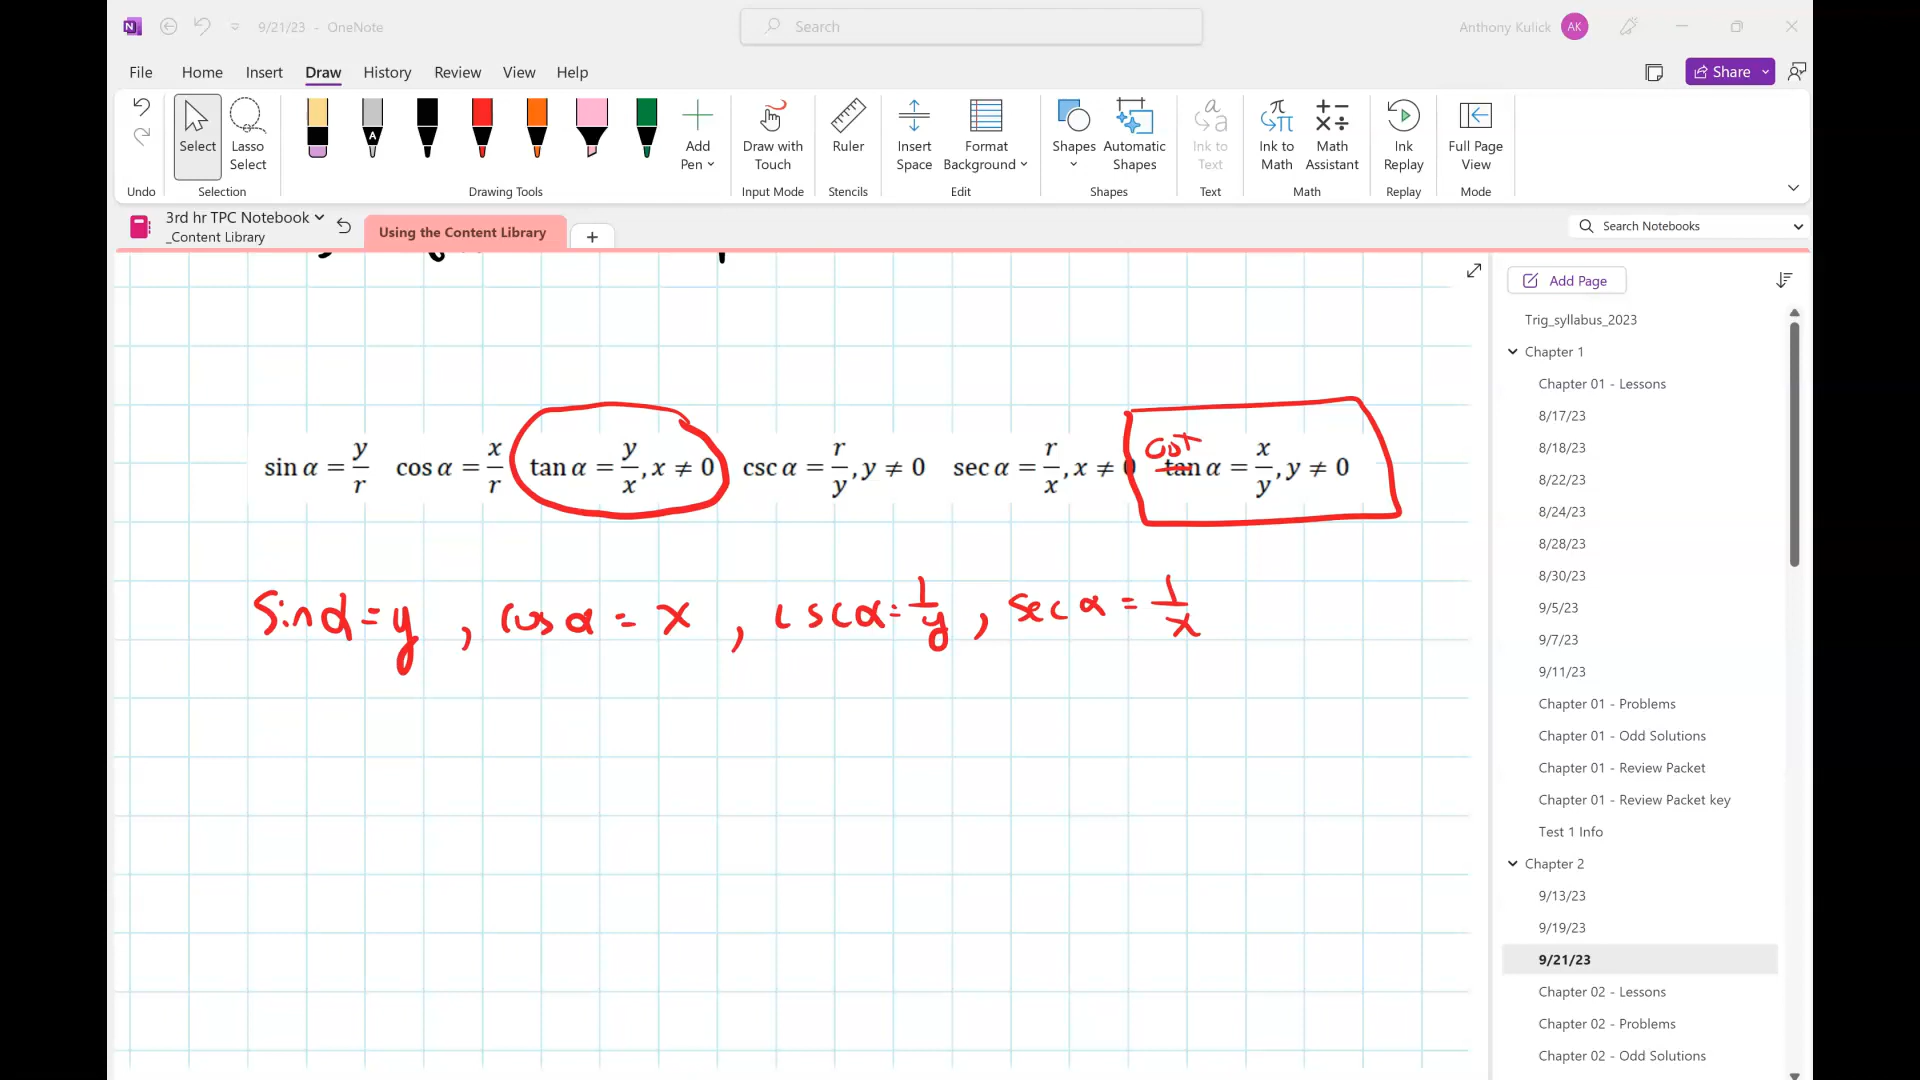 9/21/23 - OneNote
Search
Anthony Kulick AK
File Home Insert Draw History Review View Help
Share
Select
Lasso Select
A
Add Pen
Draw with Touch
Ruler
Insert Space
Format Background
Shapes
Automatic Shapes
Ink to Text
Ink to Math
Math Assistant
Ink Replay
Full Page View
Undo Selection Drawing Tools Input Mode Stencils Edit Shapes Text Math Replay Mode
3rd hr TPC Notebook
_Content Library
Using the Content Library
Search Notebooks
sin α = y/r cos α = x/r tan α = y/x, x ≠ 0 csc α = r/y, y ≠ 0 sec α = r/x, x ≠ 0 cot tan α = x/y, y ≠ 0
Sin α = y , cos α = x , csc α = 1/y , sec α = 1/x
Add Page
Trig_syllabus_2023
Chapter 1
Chapter 01 - Lessons
8/17/23
8/18/23
8/22/23
8/24/23
8/28/23
8/30/23
9/5/23
9/7/23
9/11/23
Chapter 01 - Problems
Chapter 01 - Odd Solutions
Chapter 01 - Review Packet
Chapter 01 - Review Packet key
Test 1 Info
Chapter 2
9/13/23
9/19/23
9/21/23
Chapter 02 - Lessons
Chapter 02 - Problems
Chapter 02 - Odd Solutions